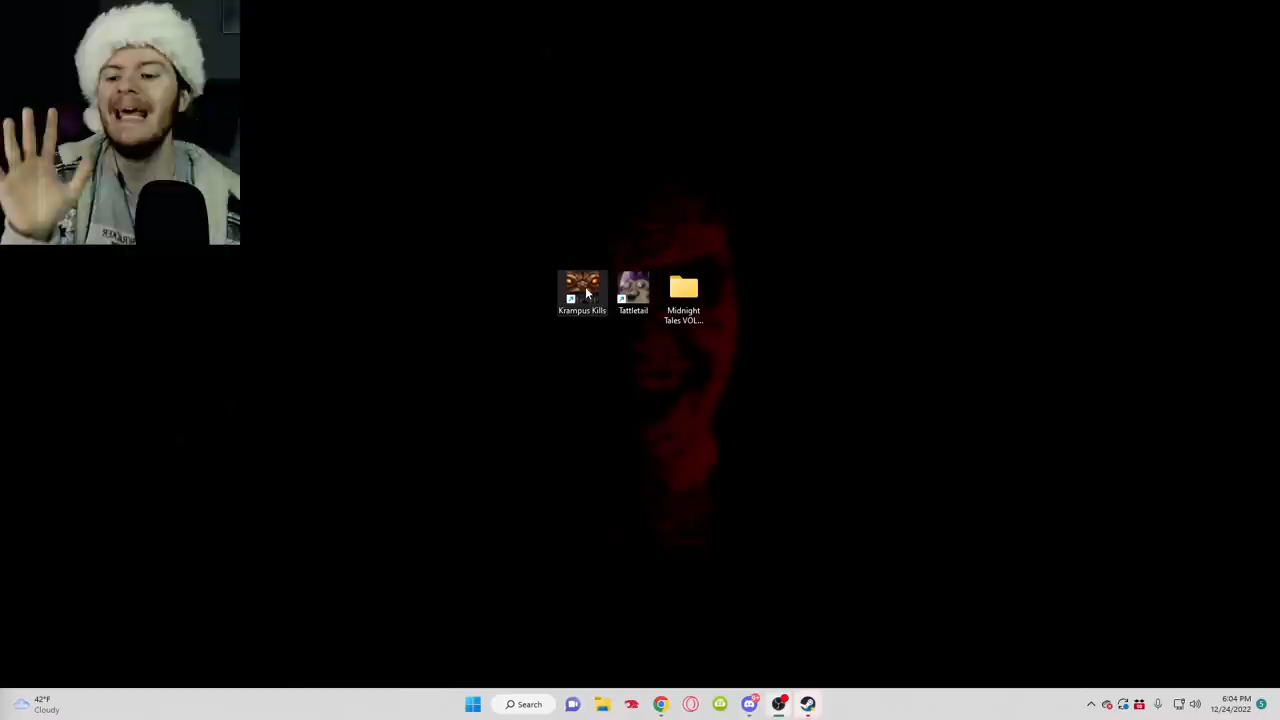 Krampus Kills
Tattletail
Midnight
Tales VOL...
42°F
Cloudy
Search
6:04 PM
12/24/2022